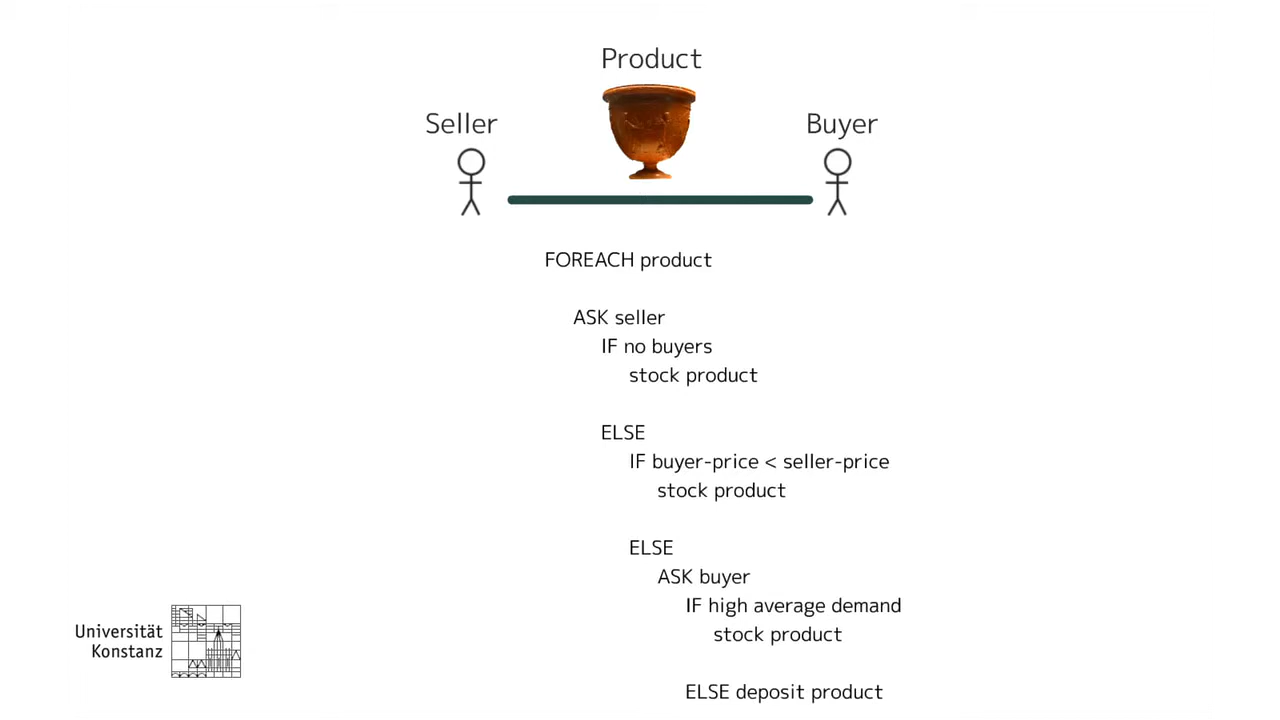 Product
Seller
Buyer
FOREACH product
ASK seller
IF no buyers
stock product
ELSE
IF buyer-price < seller-price
stock product
ELSE
ASK buyer
IF high average demand
stock product
ELSE deposit product
Universität
Konstanz